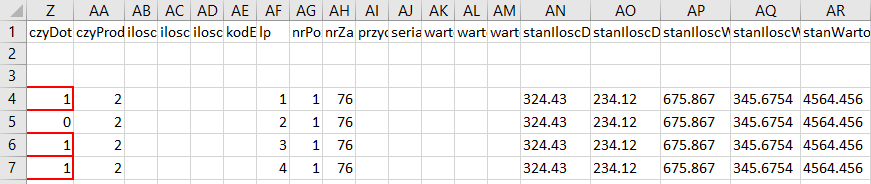 Z AA AB AC AD AE AF AG AH AI AJ AK AL AM AN AO AP AQ AR
1 czyDot czyProd ilosc ilosc ilosc kodE lp nrPo nrZa przyc seria warto warto warto stanIloscD stanIloscD stanIloscW stanIloscW stanWarto
2
3
4 1 2 1 1 76 324.43 234.12 675.867 345.6754 4564.456
5 0 2 2 1 76 324.43 234.12 675.867 345.6754 4564.456
6 1 2 3 1 76 324.43 234.12 675.867 345.6754 4564.456
7 1 2 4 1 76 324.43 234.12 675.867 345.6754 4564.456